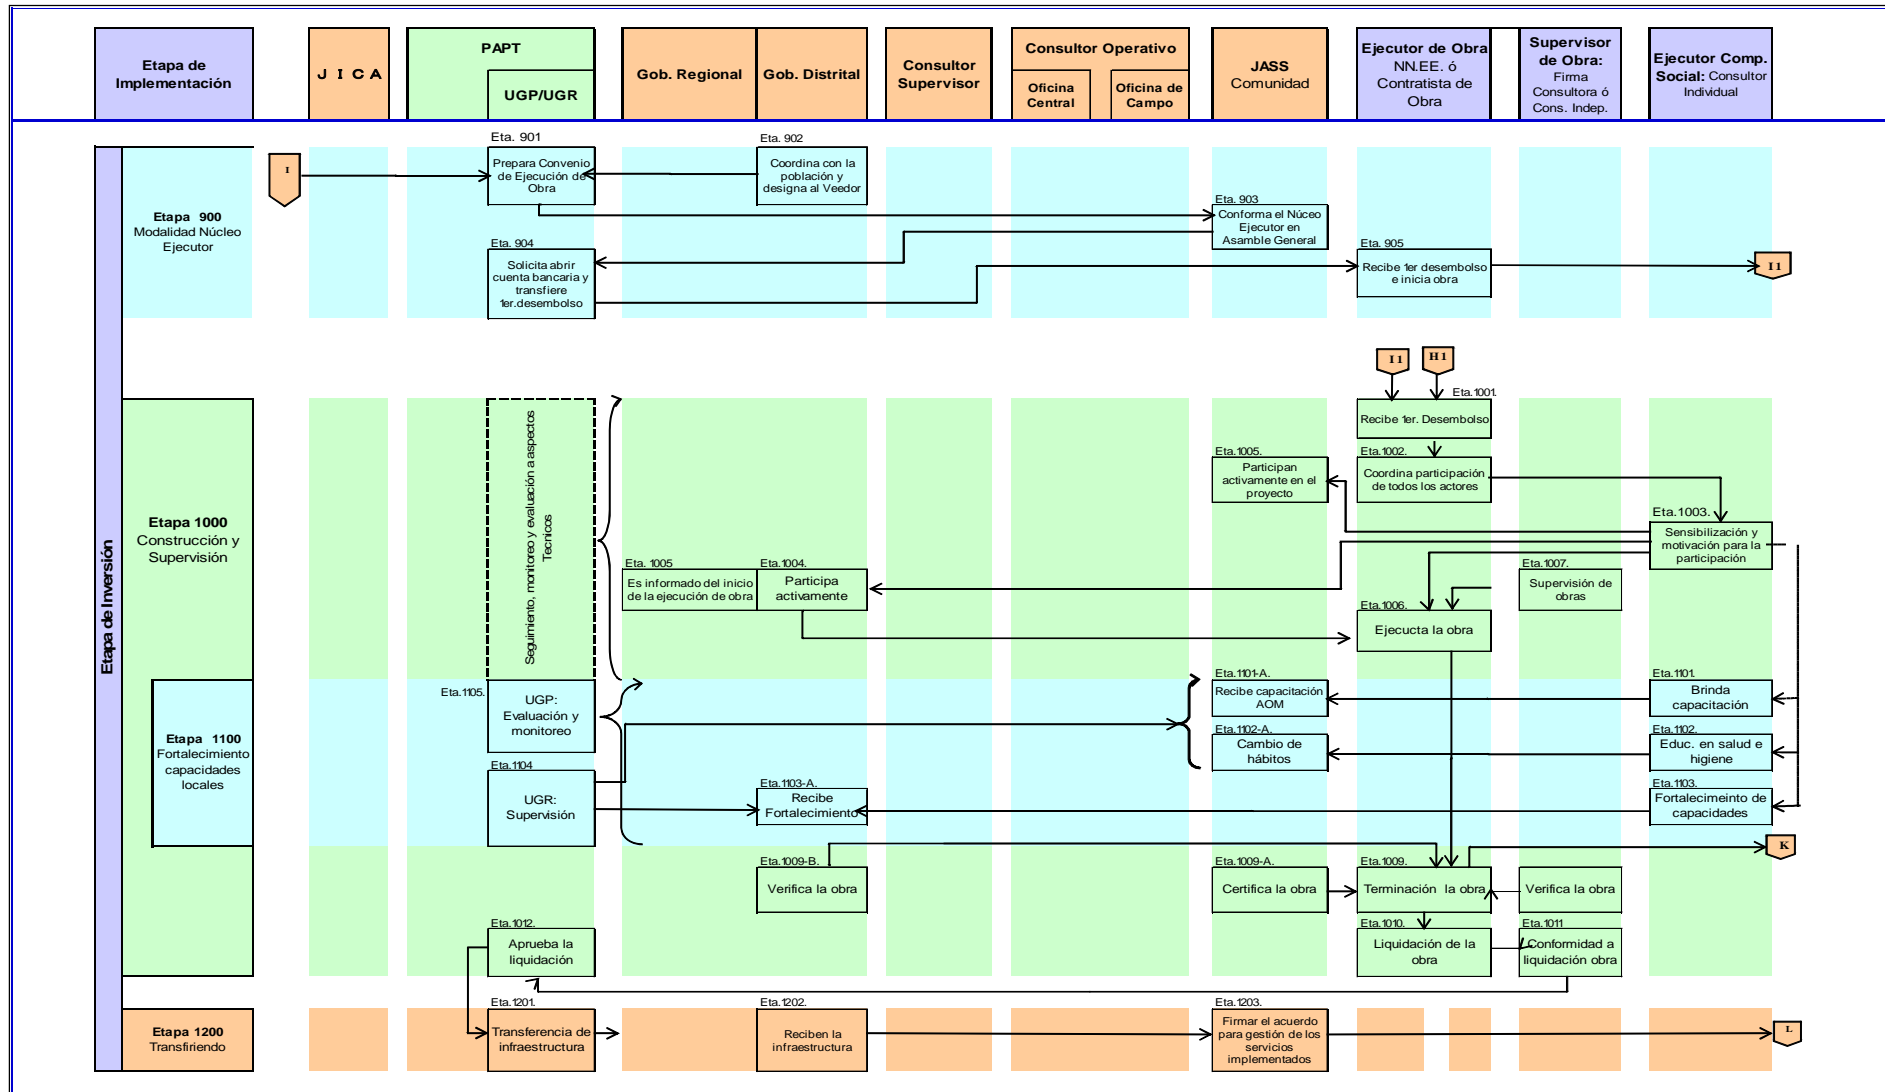 Etapa de
Implementación
J I C A
PAPT
UGP/UGR
Gob. Regional
Gob. Distrital
Consultor
Supervisor
Consultor Operativo
Oficina
Central
Oficina de
Campo
JASS
Comunidad
Ejecutor de Obra
NN.EE. ó
Contratista de
Obra
Supervisor
de Obra:
Firma
Consultora ó
Cons. Indep.
Ejecutor Comp.
Social: Consultor
Individual
Etapa de Inversión
Etapa 900
Modalidad Núcleo
Ejecutor
I
Eta. 901
Prepara Convenio
de Ejecución de
Obra
Eta. 902
Coordina con la
población y
designa al Veedor
Eta. 903
Conforma el Núceo
Ejecutor en
Asamble General
Eta. 904
Solicita abrir
cuenta bancaria y
transfiere
1er.desembolso
Eta. 905
Recibe 1er desembolso
e inicia obra
I1
I1
H1
Etapa 1000
Construcción y
Supervisión
Seguimiento, monitoreo y evaluación a aspectos
Tecnicos
Eta.1001.
Recibe 1er. Desembolso
Eta.1005.
Participan
activamente en el
proyecto
Eta.1002.
Coordina participación
de todos los actores
Eta.1003.
Sensibilización y
motivación para la
participación
Eta. 1005
Es informado del inicio
de la ejecución de obra
Eta.1004.
Participa
activamente
Eta.1007.
Supervisión de
obras
Eta.1006.
Ejecucta la obra
Etapa 1100
Fortalecimiento
capacidades
locales
Eta.1105.
UGP:
Evaluación y
monitoreo
Eta.1101-A.
Recibe capacitación
AOM
Eta.1101.
Brinda
capacitación
Eta.1102-A.
Cambio de
hábitos
Eta.1102.
Educ. en salud e
higiene
Eta.1104
UGR:
Supervisión
Eta.1103-A.
Recibe
Fortalecimiento
Eta.1103.
Fortalecimeinto de
capacidades
K
Eta.1009-B.
Verifica la obra
Eta.1009-A.
Certifica la obra
Eta.1009.
Terminación la obra
Verifica la obra
Eta.1012.
Aprueba la
liquidación
Eta.1010.
Liquidación de la
obra
Eta.1011
Conformidad a
liquidación obra
Etapa 1200
Transfiriendo
Eta.1201.
Transferencia de
infraestructura
Eta.1202.
Reciben la
infraestructura
Eta.1203.
Firmar el acuerdo
para gestión de los
servicios
implementados
L